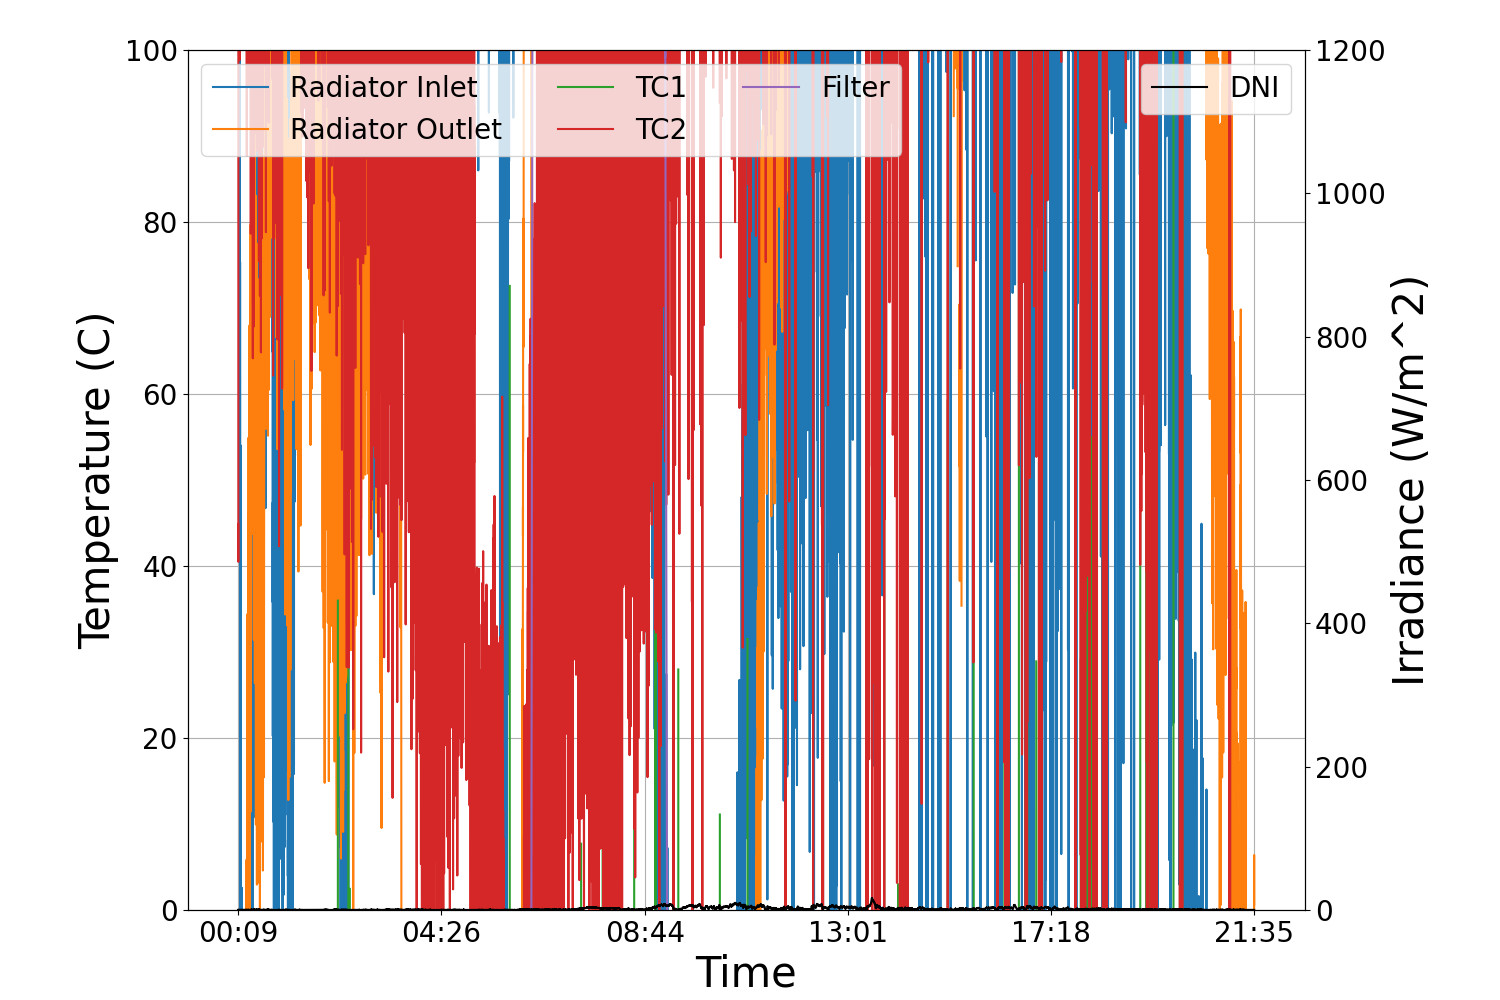 100
80
60
40
20
0
Temperature (C)
Radiator Inlet
Radiator Outlet
TC1
TC2
Filter
DNI
1200
1000
800
600
400
200
0
Irradiance (W/m^2)
00:09 04:26 08:44 13:01 17:18 21:35
Time